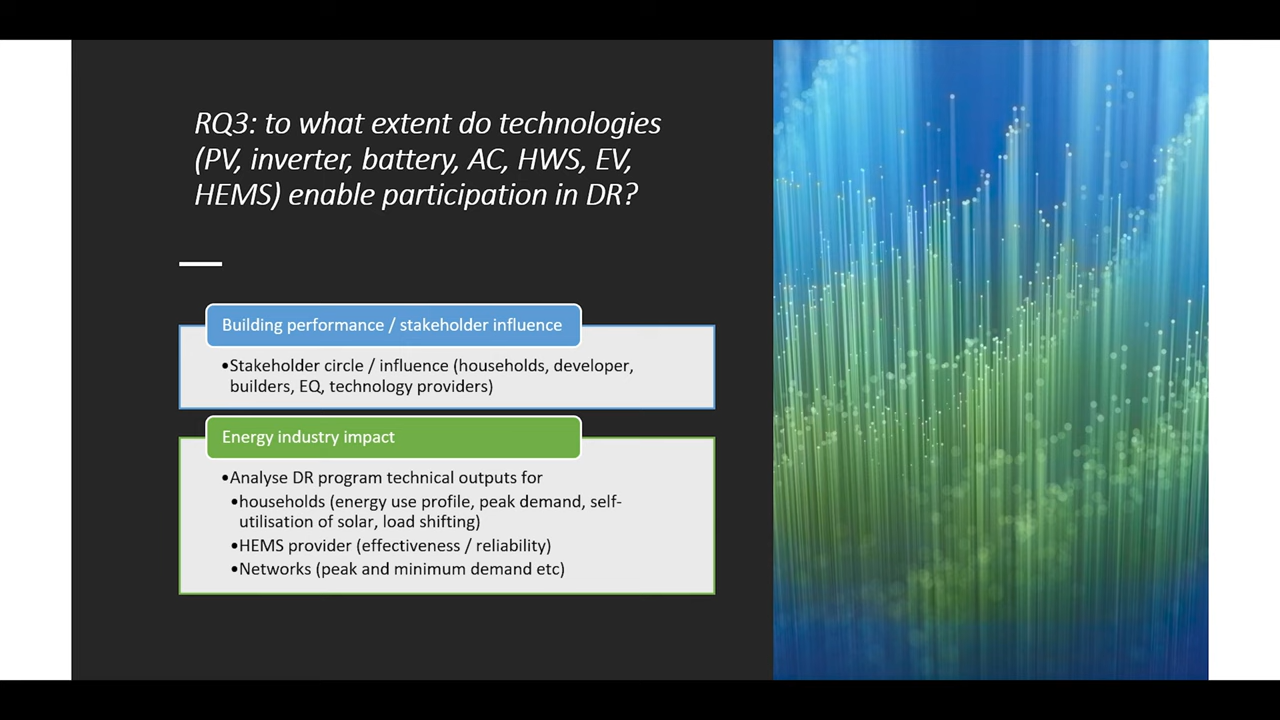 RQ3: to what extent do technologies
(PV, inverter, battery, AC, HWS, EV,
HEMS) enable participation in DR?
Building performance / stakeholder influence
•Stakeholder circle / influence (households, developer,
builders, EQ, technology providers)
Energy industry impact
•Analyse DR program technical outputs for
•households (energy use profile, peak demand, self-
utilisation of solar, load shifting)
•HEMS provider (effectiveness / reliability)
•Networks (peak and minimum demand etc)